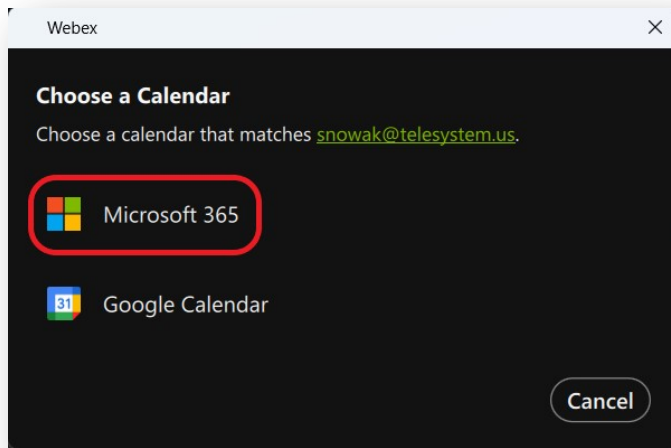 Webex
Choose a Calendar
Choose a calendar that matches snowak@telesystem.us.
Microsoft 365
31
Google Calendar
Cancel